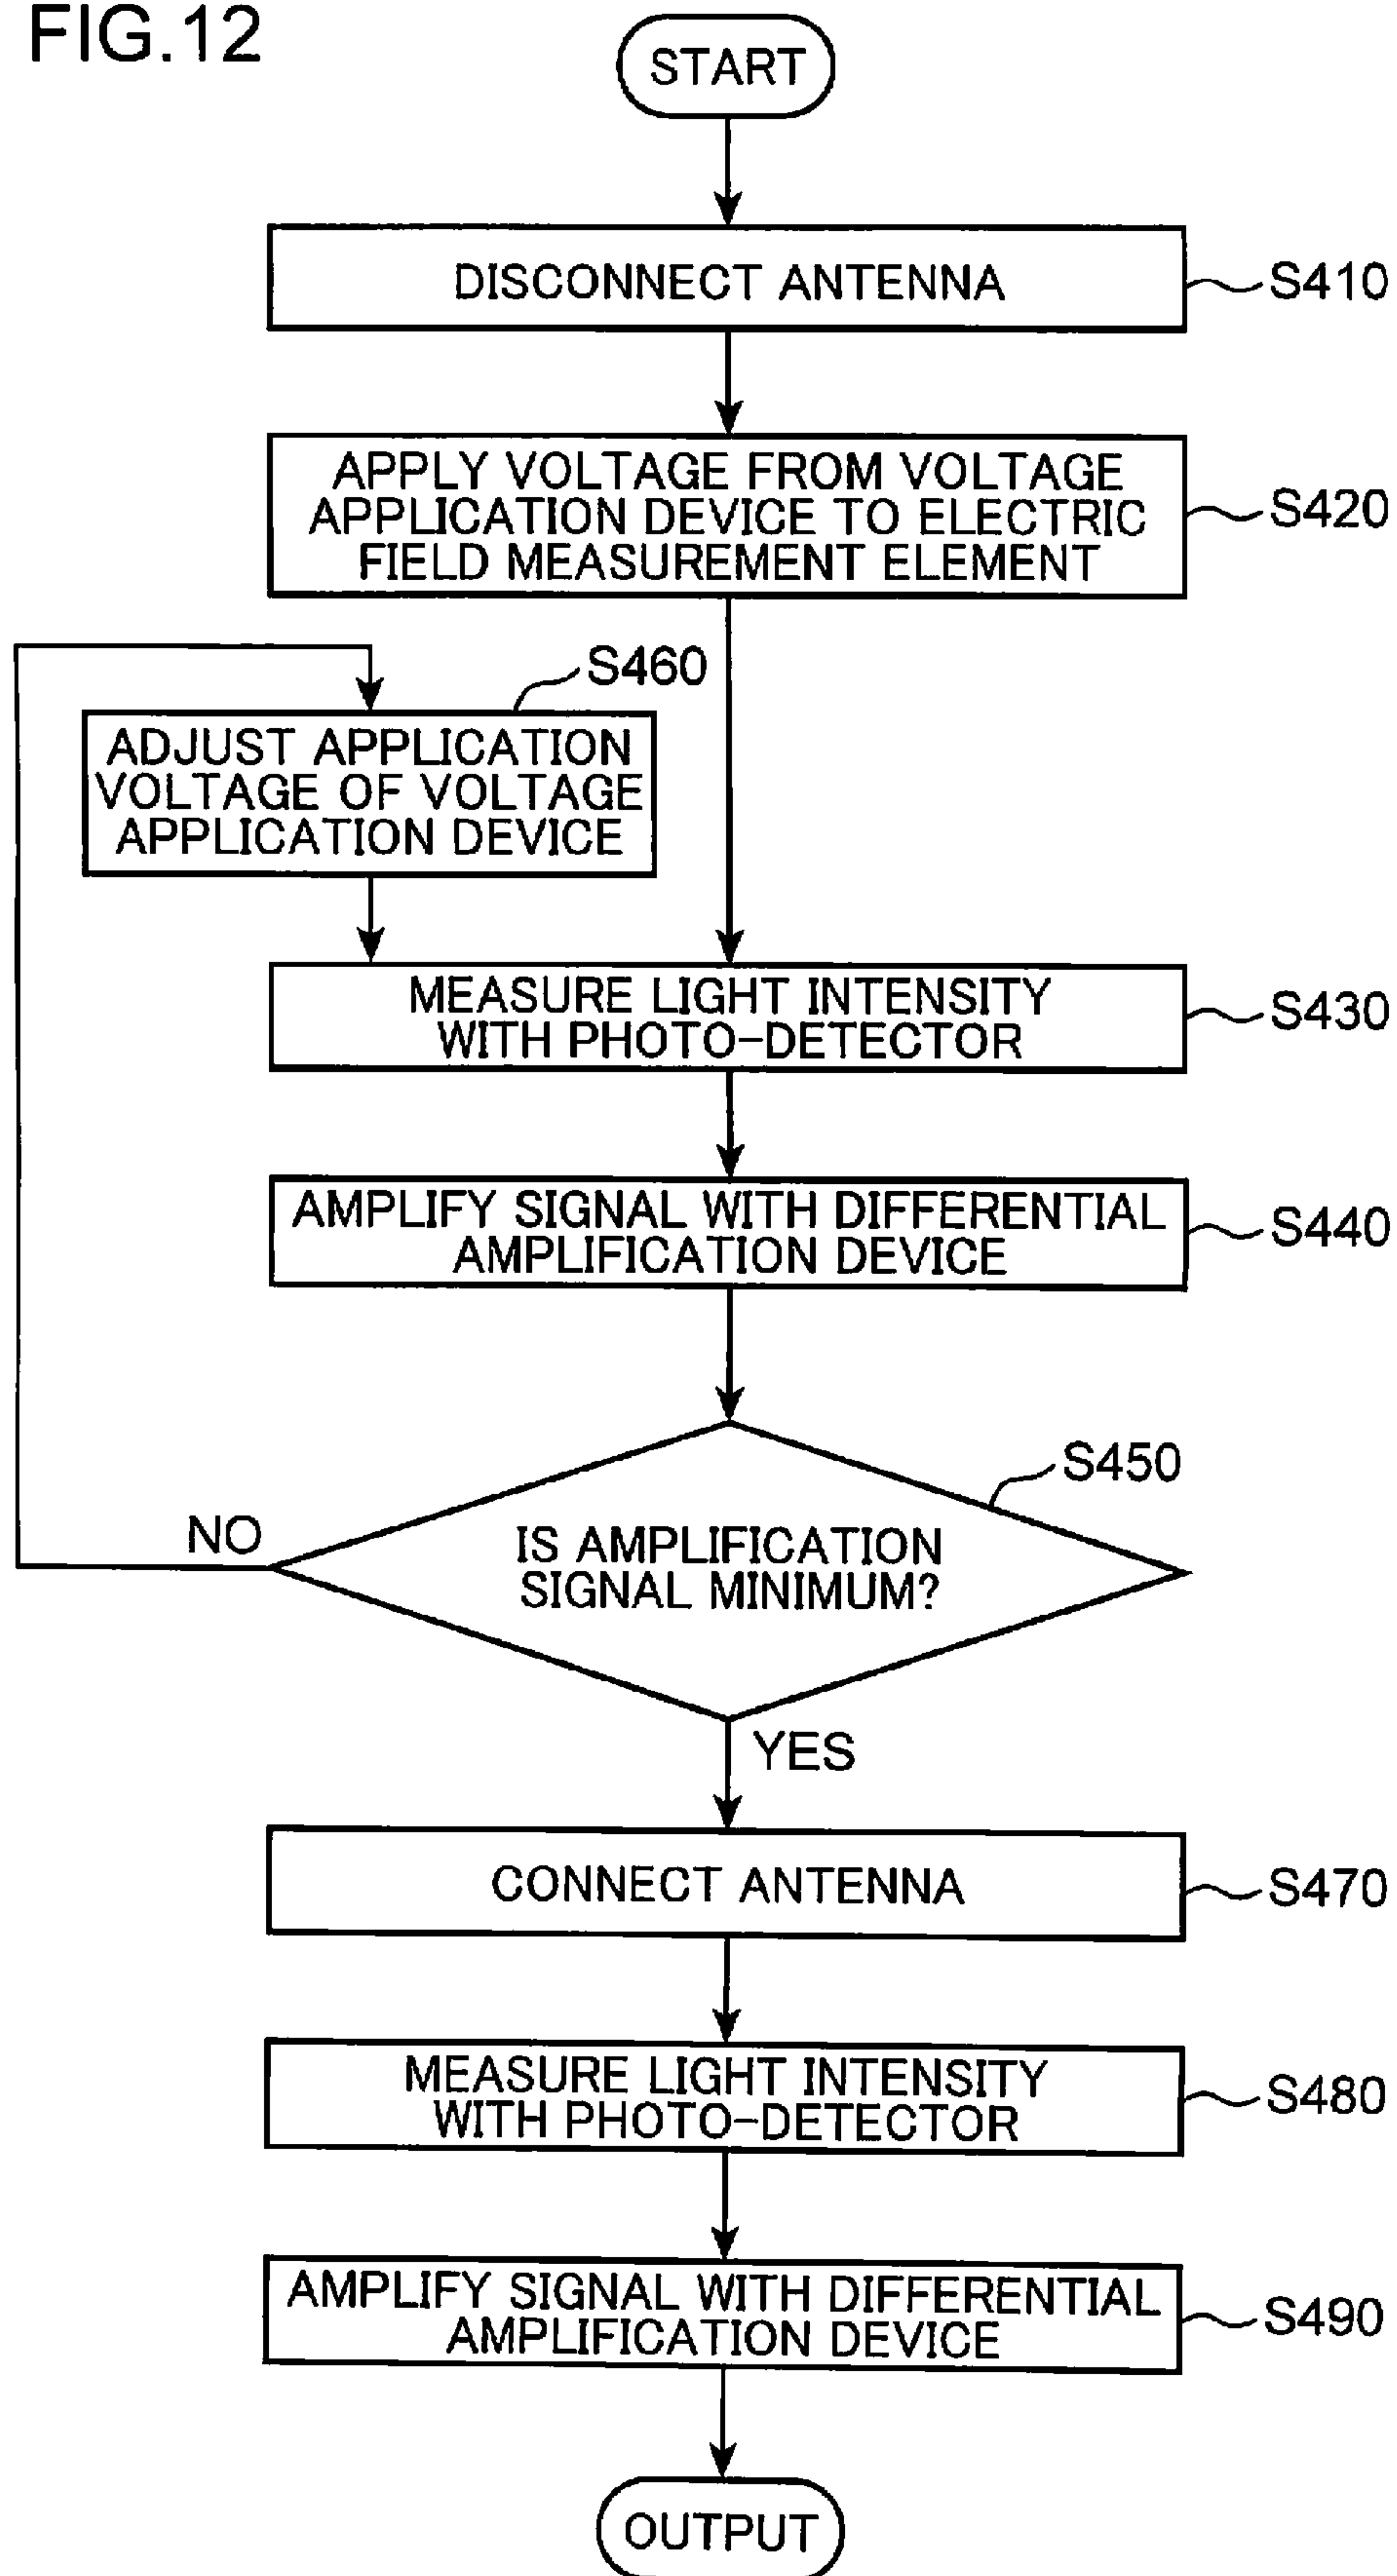 FIG.12
START
DISCONNECT ANTENNA
S410
APPLY VOLTAGE FROM VOLTAGE
APPLICATION DEVICE TO ELECTRIC
FIELD MEASUREMENT ELEMENT
S420
S460
ADJUST APPLICATION
VOLTAGE OF VOLTAGE
APPLICATION DEVICE
MEASURE LIGHT INTENSITY
WITH PHOTO-DETECTOR
S430
AMPLIFY SIGNAL WITH DIFFERENTIAL
AMPLIFICATION DEVICE
S440
S450
NO
IS AMPLIFICATION
SIGNAL MINIMUM?
YES
CONNECT ANTENNA
S470
MEASURE LIGHT INTENSITY
WITH PHOTO-DETECTOR
S480
AMPLIFY SIGNAL WITH DIFFERENTIAL
AMPLIFICATION DEVICE
S490
OUTPUT